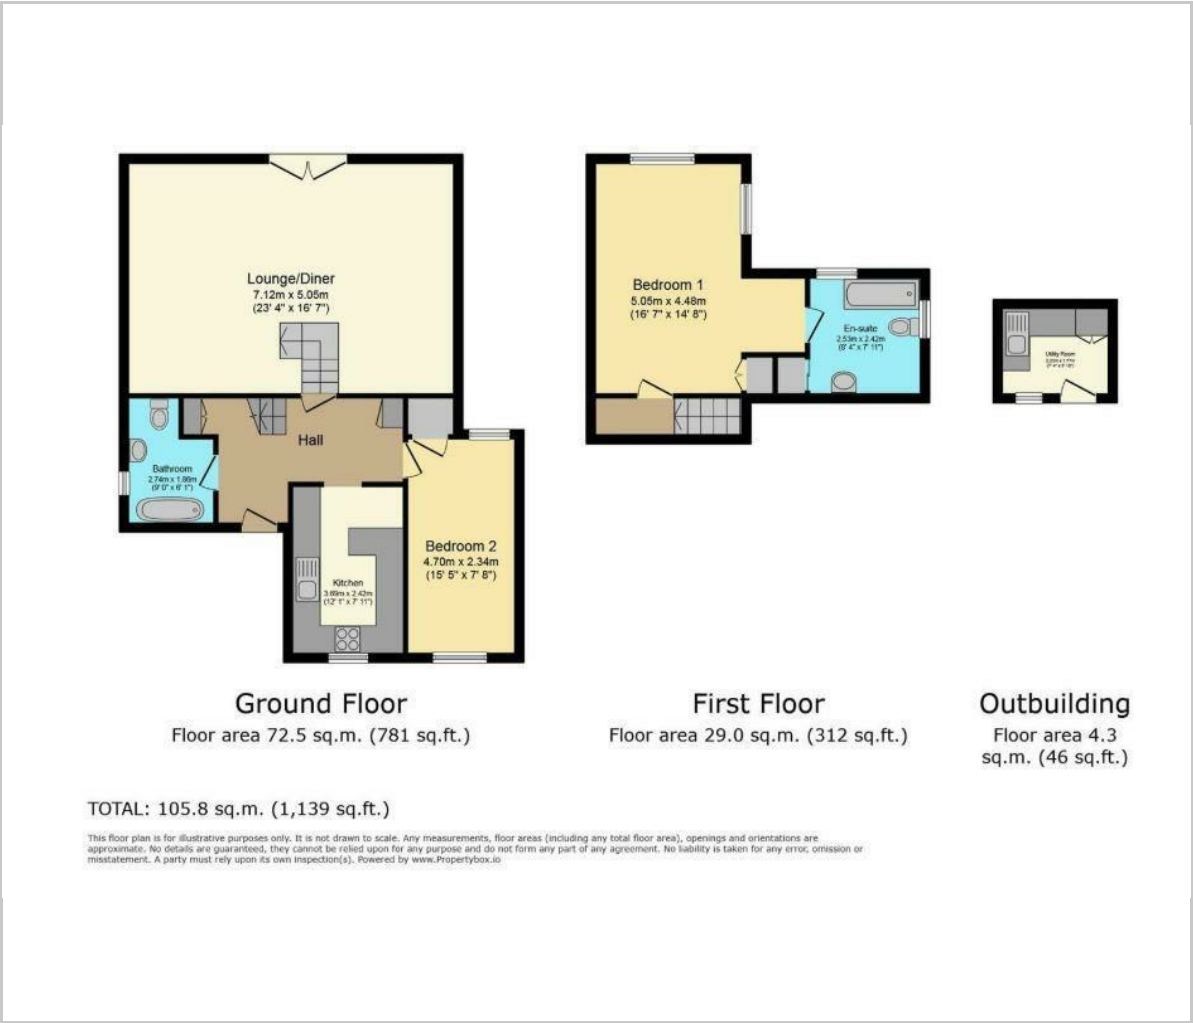 Lounge/Diner
7.12m x 5.05m
(23' 4" x 16' 7")
Hall
Bathroom
2.74m x 1.86m
(9' 0" x 6' 1")
Kitchen
3.69m x 2.42m
(12' 1" x 7' 11")
Bedroom 2
4.70m x 2.34m
(15' 5" x 7' 8")
Bedroom 1
5.05m x 4.48m
(16' 7" x 14' 8")
En-suite
2.53m x 2.42m
(8' 4" x 7' 11")
Utility Room
Ground Floor
Floor area 72.5 sq.m. (781 sq.ft.)
First Floor
Floor area 29.0 sq.m. (312 sq.ft.)
Outbuilding
Floor area 4.3
sq.m. (46 sq.ft.)
TOTAL: 105.8 sq.m. (1,139 sq.ft.)
This floor plan is for illustrative purposes only. It is not drawn to scale. Any measurements, floor areas (including any total floor area), openings and orientations are
approximate. No details are guaranteed, they cannot be relied upon for any purpose and do not form any part of any agreement. No liability is taken for any error, omission or
misstatement. A party must rely upon its own inspection(s). Powered by www.Propertybox.io